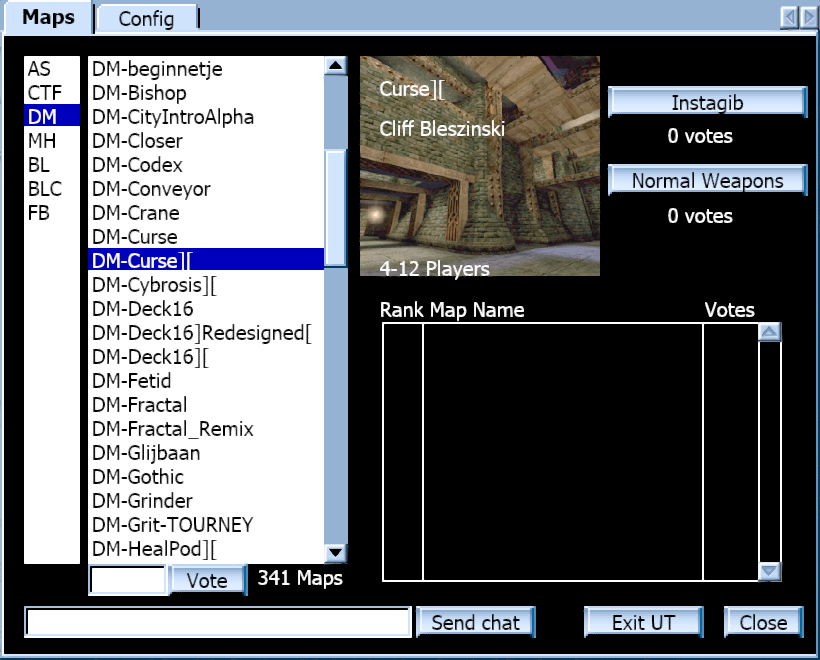 Maps
Config
AS
CTF
DM
MH
BL
BLC
FB
DM-beginnetje
DM-Bishop
DM-CityIntroAlpha
DM-Closer
DM-Codex
DM-Conveyor
DM-Crane
DM-Curse
DM-Curse][
DM-Cybrosis][
DM-Deck16
DM-Deck16]Redesigned[
DM-Deck16][
DM-Fetid
DM-Fractal
DM-Fractal_Remix
DM-Glijbaan
DM-Gothic
DM-Grinder
DM-Grit-TOURNEY
DM-HealPod][
Vote
341 Maps
Curse][
Cliff Bleszinski
4-12 Players
Instagib
0 votes
Normal Weapons
0 votes
Rank Map Name Votes
Send chat
Exit UT
Close